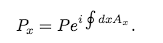 $P_x = P e^{i \oint dx A_x}.$